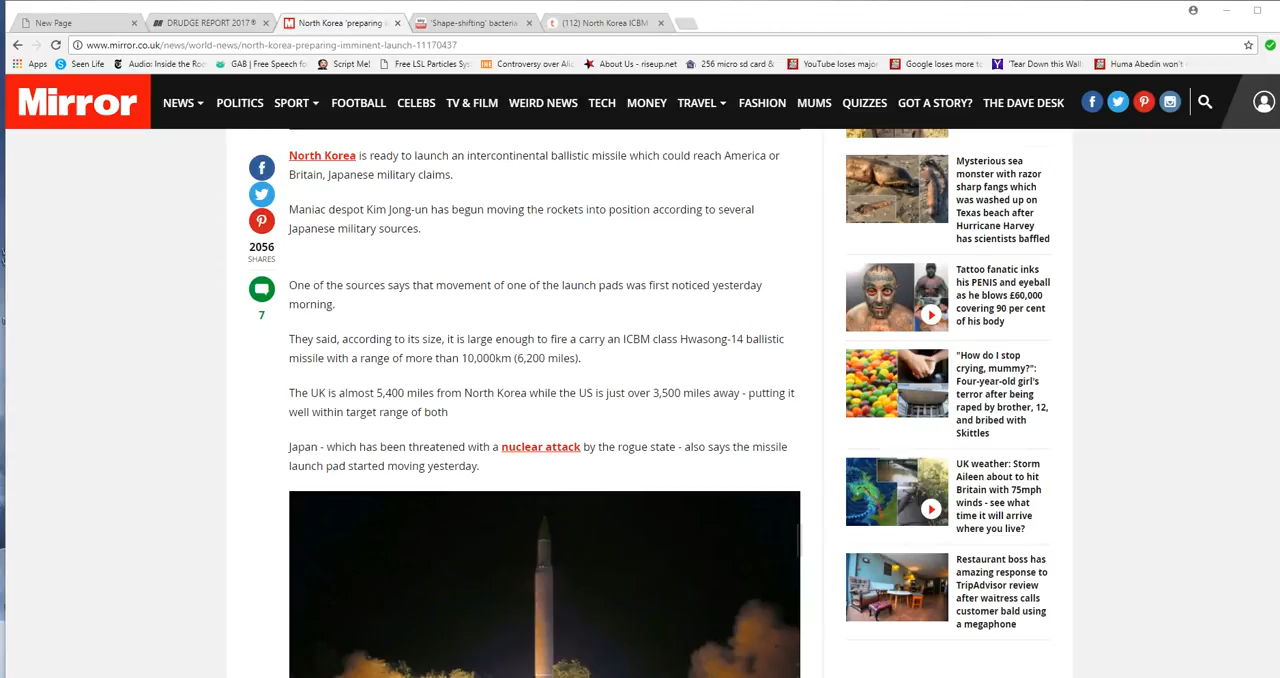 New Page
DRUDGE REPORT 2017®
North Korea 'preparing i
'Shape-shifting' bacteria
(112) North Korea ICBM
www.mirror.co.uk/news/world-news/north-korea-preparing-imminent-launch-11170437
Apps
Seen Life
Audio: Inside the Ro
GAB | Free Speech fo
Script Me!
Free LSL Particles Sys
Controversy over Ali
About Us - riseup.net
256 micro sd card &
YouTube loses major
Google loses more to
'Tear Down this Wall
Huma Abedin won't
Mirror
NEWS
POLITICS
SPORT
FOOTBALL
CELEBS
TV & FILM
WEIRD NEWS
TECH
MONEY
TRAVEL
FASHION
MUMS
QUIZZES
GOT A STORY?
THE DAVE DESK
North Korea is ready to launch an intercontinental ballistic missile which could reach America or
Britain, Japanese military claims.
Maniac despot Kim Jong-un has begun moving the rockets into position according to several
Japanese military sources.
2056
SHARES
7
One of the sources says that movement of one of the launch pads was first noticed yesterday
morning.
They said, according to its size, it is large enough to fire a carry an ICBM class Hwasong-14 ballistic
missile with a range of more than 10,000km (6,200 miles).
The UK is almost 5,400 miles from North Korea while the US is just over 3,500 miles away - putting it
well within target range of both
Japan - which has been threatened with a nuclear attack by the rogue state - also says the missile
launch pad started moving yesterday.
Mysterious sea
monster with razor
sharp fangs which
was washed up on
Texas beach after
Hurricane Harvey
has scientists baffled
Tattoo fanatic inks
his PENIS and eyeball
as he blows £60,000
covering 90 per cent
of his body
"How do I stop
crying, mummy?":
Four-year-old girl's
terror after being
raped by brother, 12,
and bribed with
Skittles
UK weather: Storm
Aileen about to hit
Britain with 75mph
winds - see what
time it will arrive
where you live?
Restaurant boss has
amazing response to
TripAdvisor review
after waitress calls
customer bald using
a megaphone